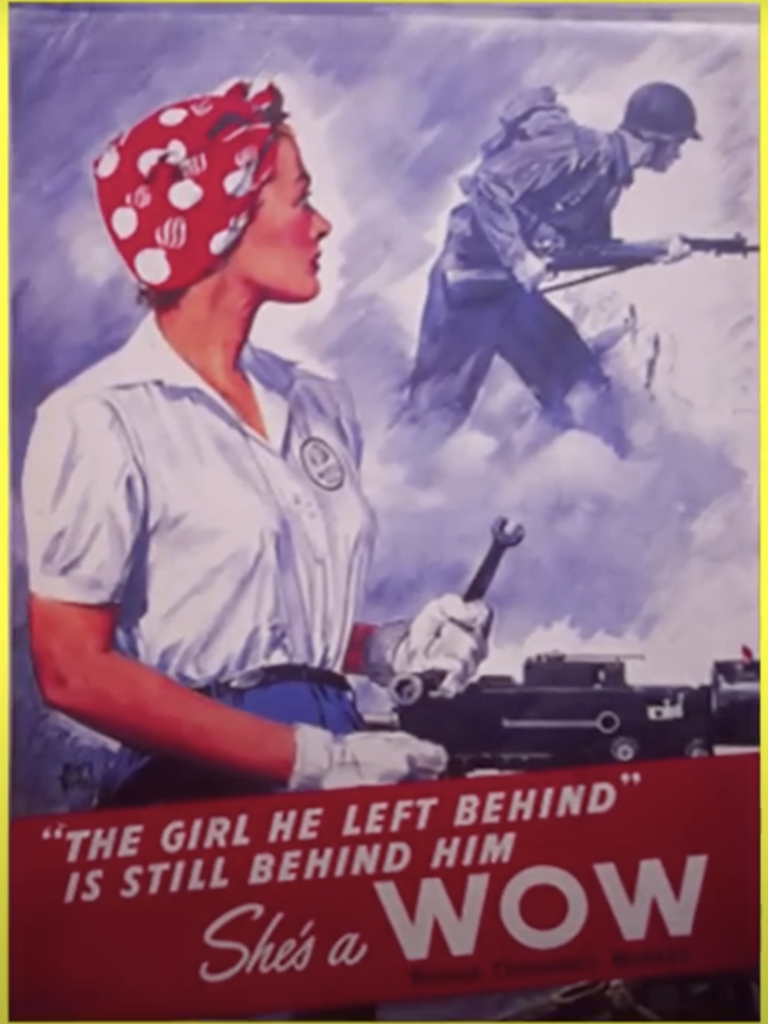 “THE GIRL HE LEFT BEHIND”
IS STILL BEHIND HIM
She's a WOW